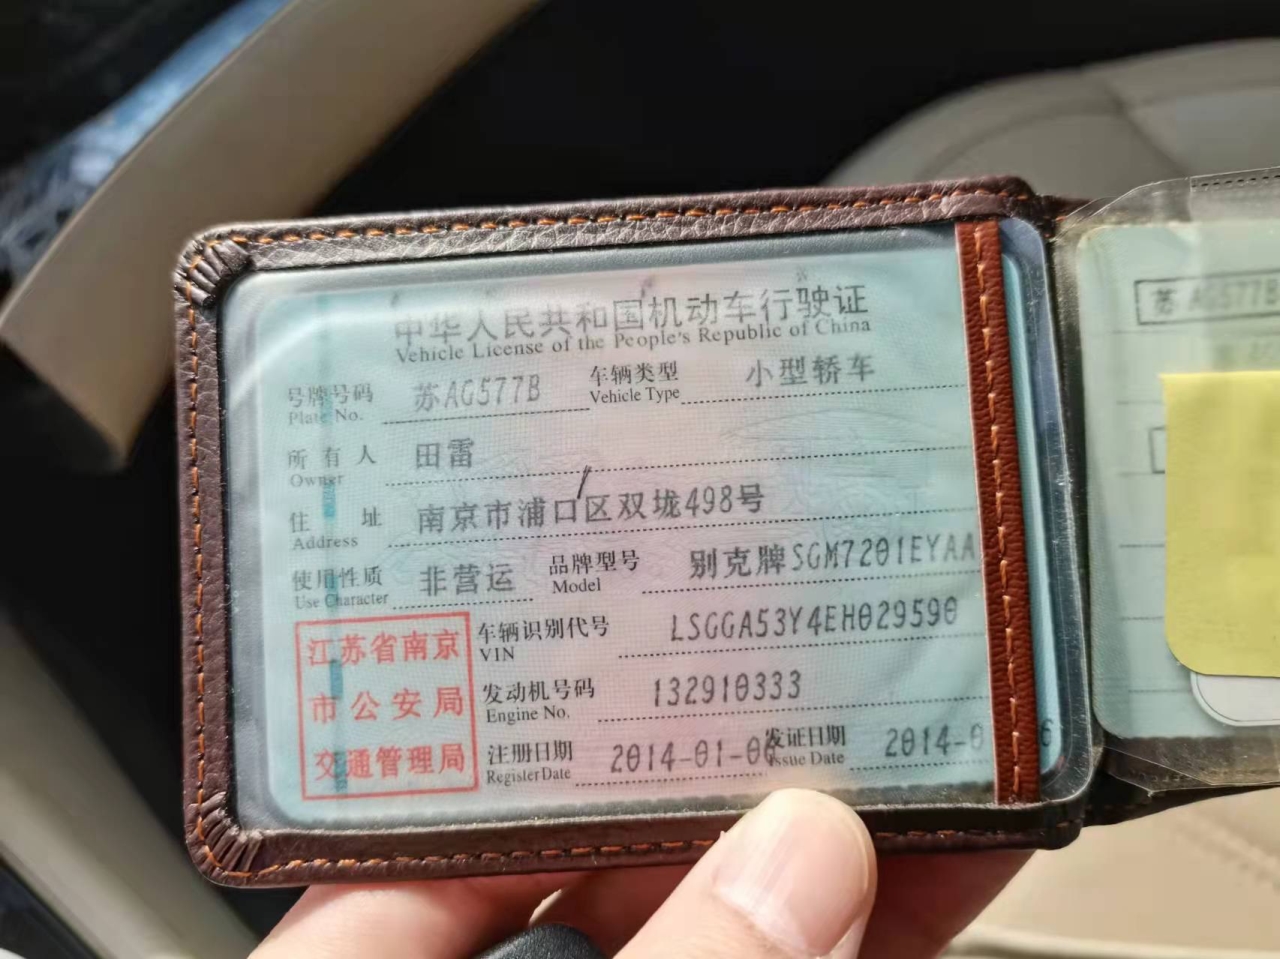 中华人民共和国机动车行驶证
Vehicle License of the People's Republic of China
号牌号码 苏AG577B 车辆类型 小型轿车
Plate No. Vehicle Type
所有人 田雷
Owner
住址 南京市浦口区双垅498号
Address
使用性质 非营运 品牌型号 别克牌SGM7201EYAA
Use Character Model
江苏省南京
市公安局
交通管理局
车辆识别代号 LSGGA53Y4EH029590
VIN
发动机号码 132910333
Engine No.
注册日期 2014-01-06 发证日期 2014-0 6
Register Date Issue Date
苏AG577B